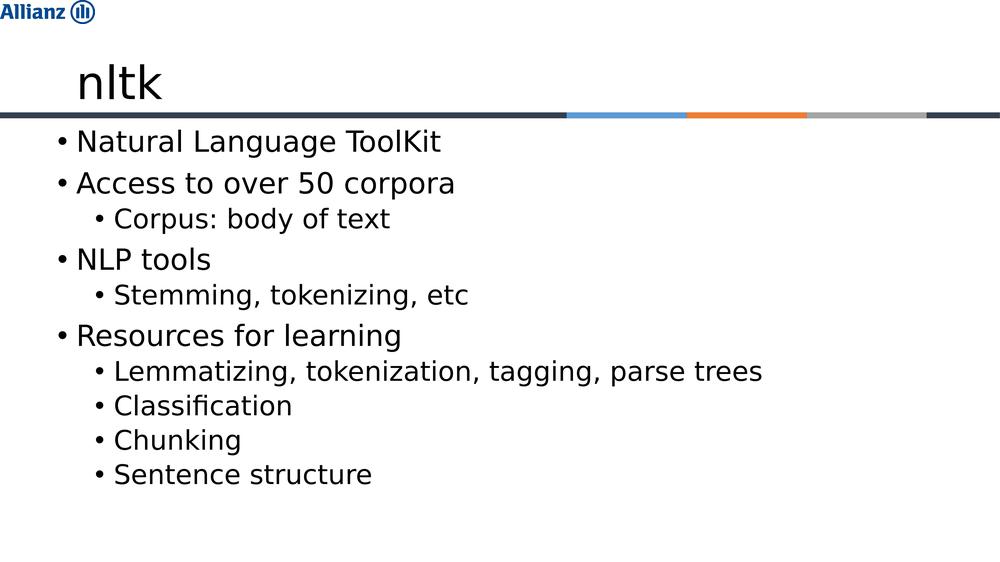 Allianz
nltk
• Natural Language ToolKit
• Access to over 50 corpora
• Corpus: body of text
• NLP tools
• Stemming, tokenizing, etc
• Resources for learning
• Lemmatizing, tokenization, tagging, parse trees
• Classification
• Chunking
• Sentence structure